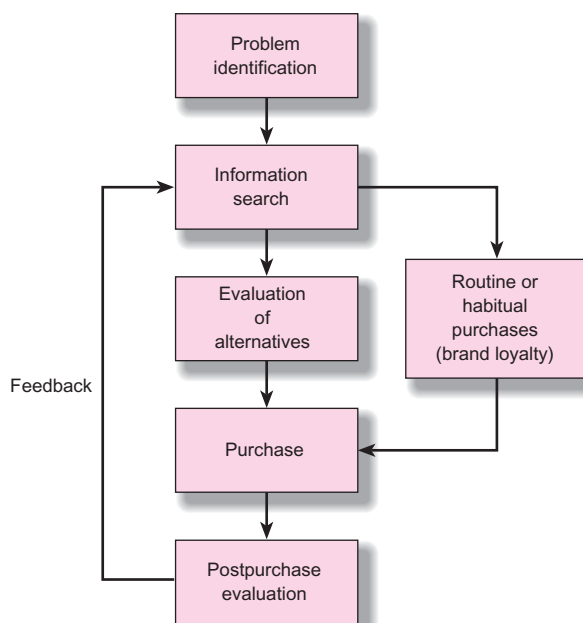 Problem
identification
Information
search
Evaluation
of
alternatives
Routine or
habitual
purchases
(brand loyalty)
Feedback
Purchase
Postpurchase
evaluation